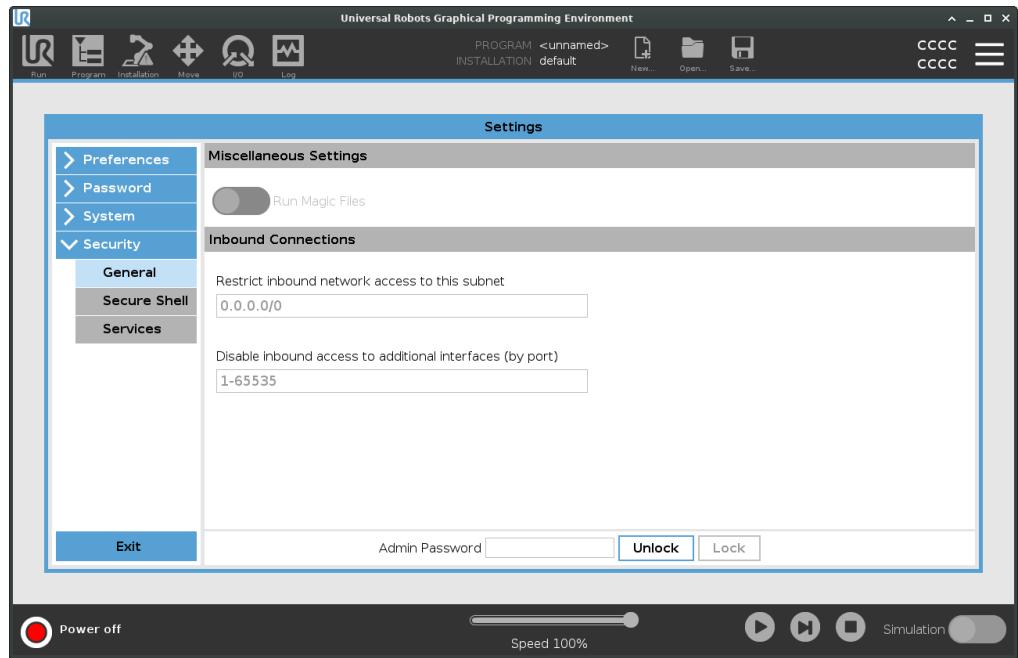 Universal Robots Graphical Programming Environment
UR
Run
Program
Installation
Move
I/O
Log
PROGRAM <unnamed>
INSTALLATION default
New...
Open...
Save...
CCCC
CCCC
Settings
Preferences
Password
System
Security
General
Secure Shell
Services
Exit
Miscellaneous Settings
Run Magic Files
Inbound Connections
Restrict inbound network access to this subnet
0.0.0.0/0
Disable inbound access to additional interfaces (by port)
1-65535
Admin Password
Unlock
Lock
Power off
Speed 100%
Simulation